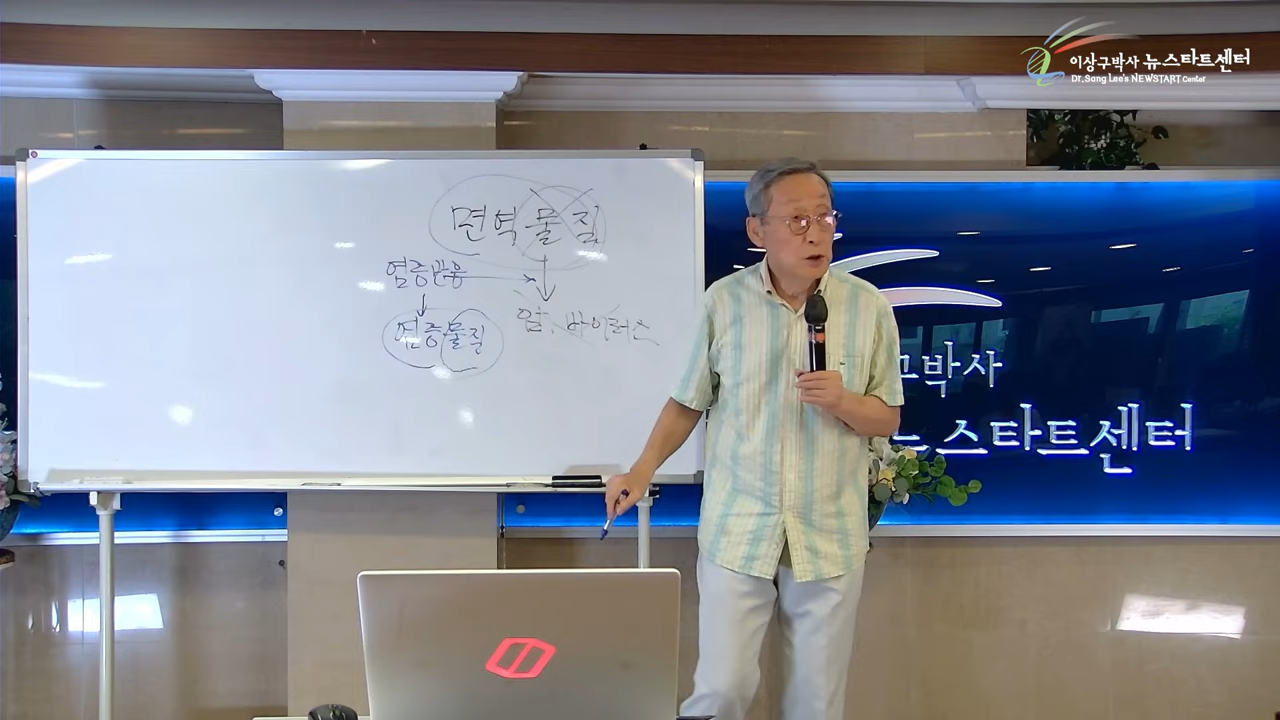 이상구박사 뉴스타트센터
Dr. Sang Lee's NEWSTART Center
면역물질
염증반응
암, 바이러스
염증물질
구박사
뉴스타트센터